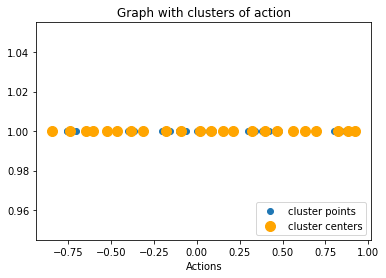 Graph with clusters of action
1.04
1.02
1.00
0.98
0.96
cluster points
cluster centers
−0.75 −0.50 −0.25 0.00 0.25 0.50 0.75 1.00
Actions